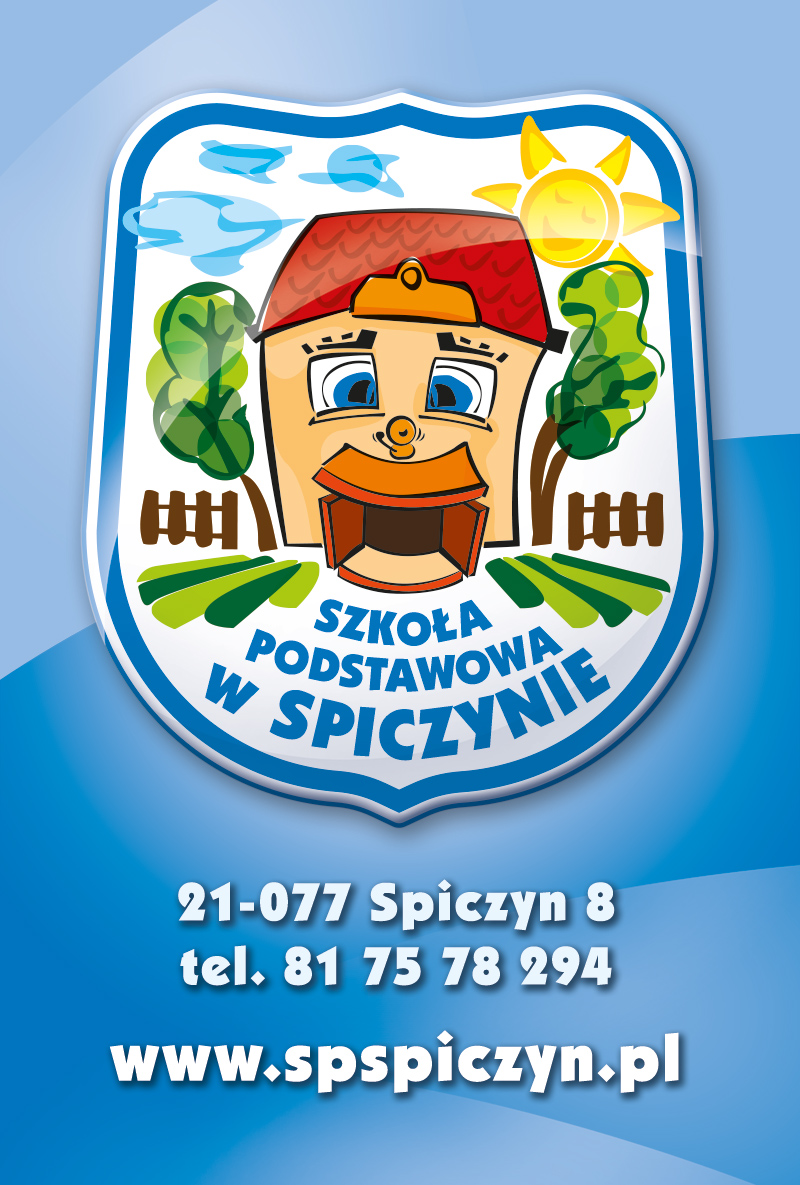 SZKOŁA
PODSTAWOWA
W SPICZYNIE
21-077 Spiczyn 8
tel. 81 75 78 294
www.spspiczyn.pl